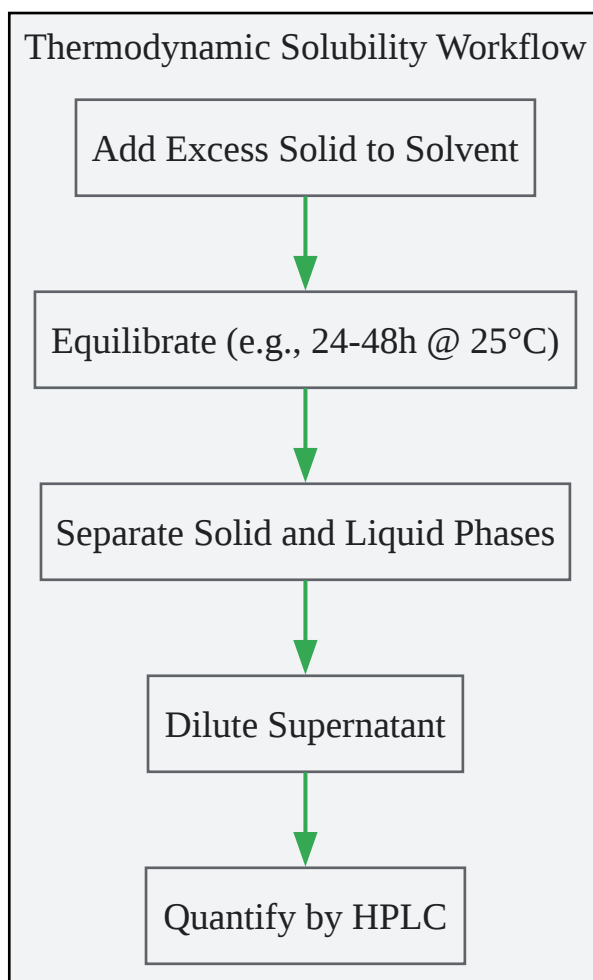 Thermodynamic Solubility Workflow
Add Excess Solid to Solvent
Equilibrate (e.g., 24-48h @ 25°C)
Separate Solid and Liquid Phases
Dilute Supernatant
Quantify by HPLC